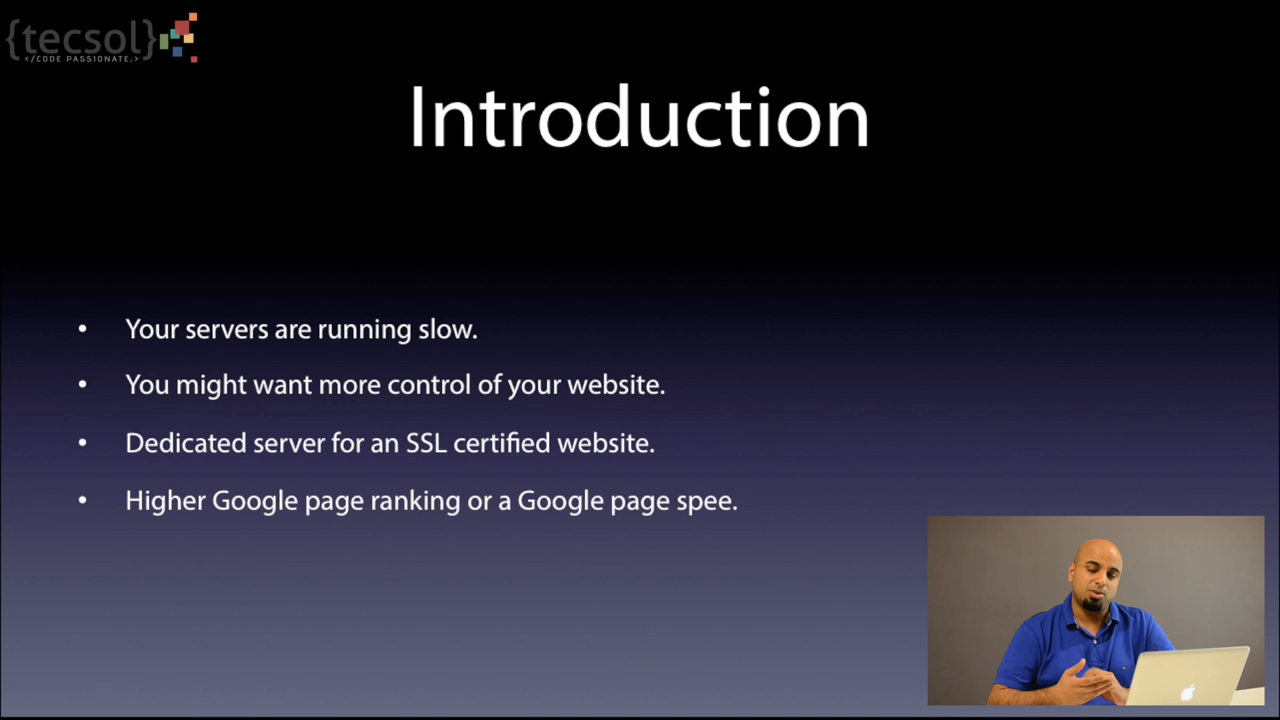 {tecsol}
</CODE PASSIONATE;>
Introduction
• Your servers are running slow.
• You might want more control of your website.
• Dedicated server for an SSL certified website.
• Higher Google page ranking or a Google page spee.